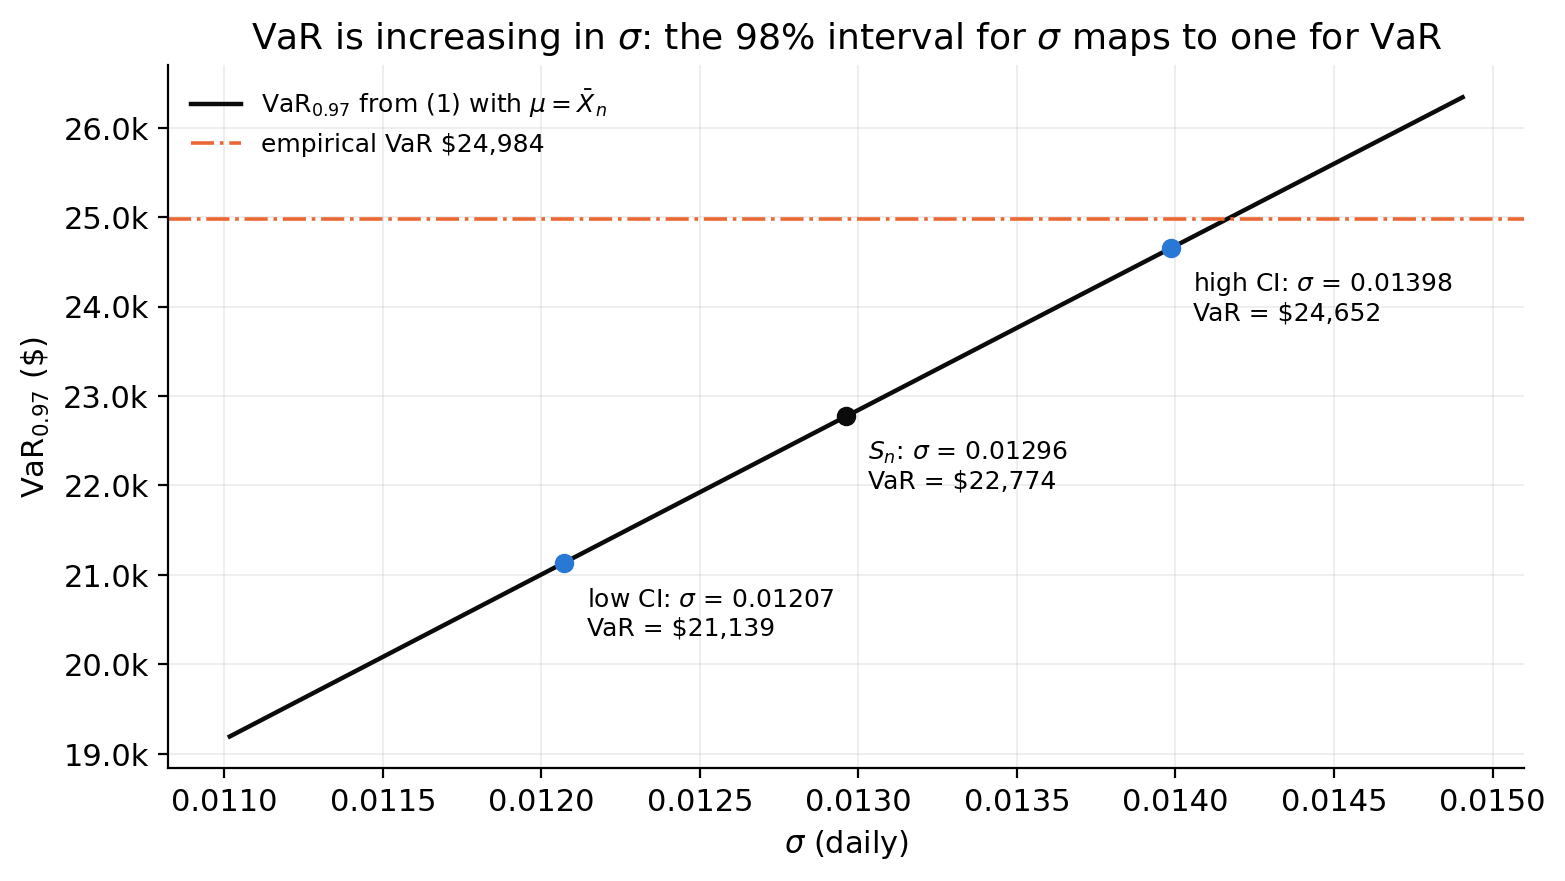 VaR is increasing in σ: the 98% interval for σ maps to one for VaR
VaR₀.₉₇ from (1) with μ = X̄ₙ
empirical VaR $24,984
VaR₀.₉₇ ($)
26.0k
25.0k
24.0k
23.0k
22.0k
21.0k
20.0k
19.0k
high CI: σ = 0.01398
VaR = $24,652
Sₙ: σ = 0.01296
VaR = $22,774
low CI: σ = 0.01207
VaR = $21,139
0.0110 0.0115 0.0120 0.0125 0.0130 0.0135 0.0140 0.0145 0.0150
σ (daily)